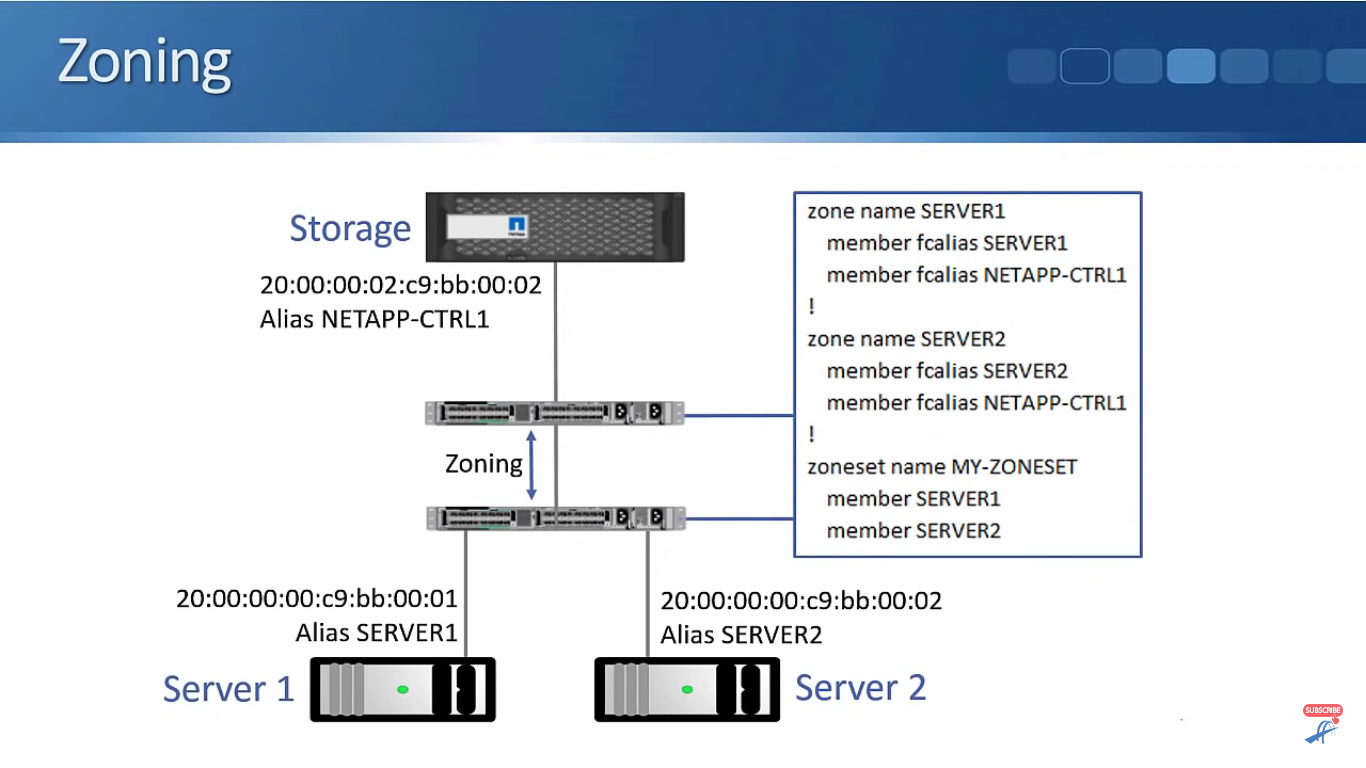 Zoning
Storage
20:00:00:02:c9:bb:00:02
Alias NETAPP-CTRL1
zone name SERVER1
member fcalias SERVER1
member fcalias NETAPP-CTRL1
!
zone name SERVER2
member fcalias SERVER2
member fcalias NETAPP-CTRL1
!
zoneset name MY-ZONESET
member SERVER1
member SERVER2
Zoning
20:00:00:00:c9:bb:00:01
Alias SERVER1
Server 1
20:00:00:00:c9:bb:00:02
Alias SERVER2
Server 2
SUBSCRIBE